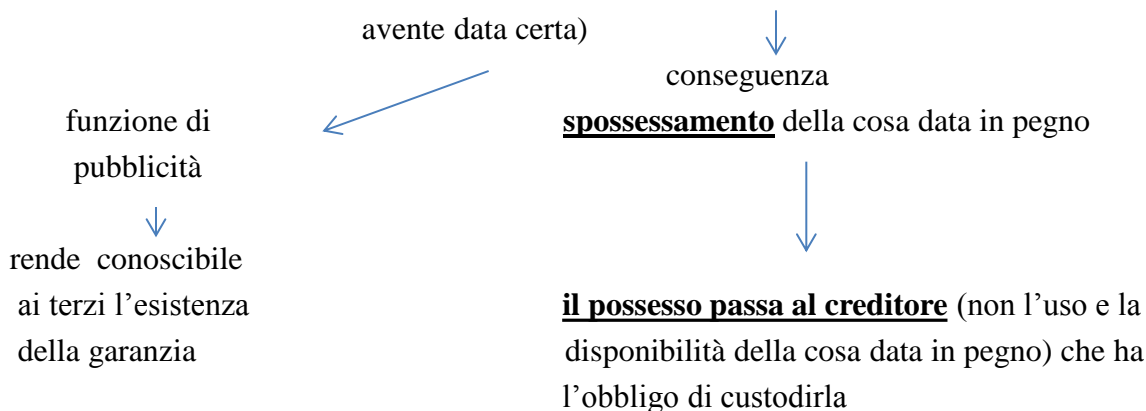 avente data certa)
conseguenza
funzione di
pubblicità
spossessamento della cosa data in pegno
rende conoscibile
ai terzi l’esistenza
della garanzia
il possesso passa al creditore (non l’uso e la
disponibilità della cosa data in pegno) che ha
l’obbligo di custodirla